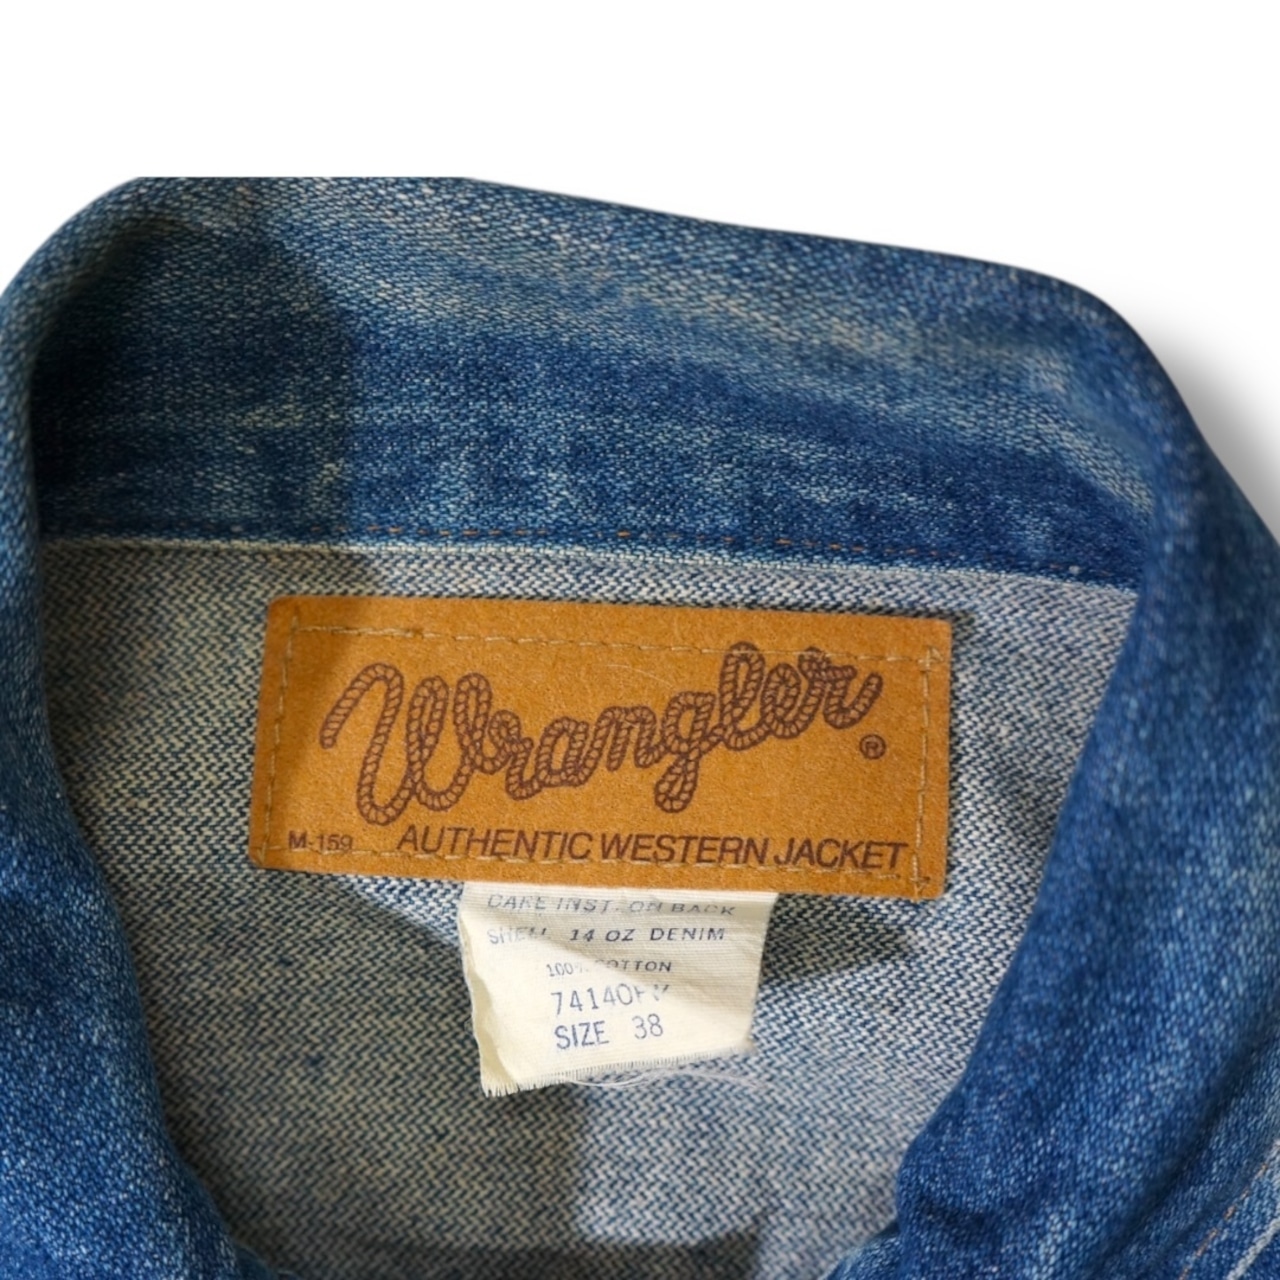 Wrangler
®
M-159 AUTHENTIC WESTERN JACKET
CARE INST. ON BACK
SHELL 14 OZ DENIM
100% COTTON
SIZE 38